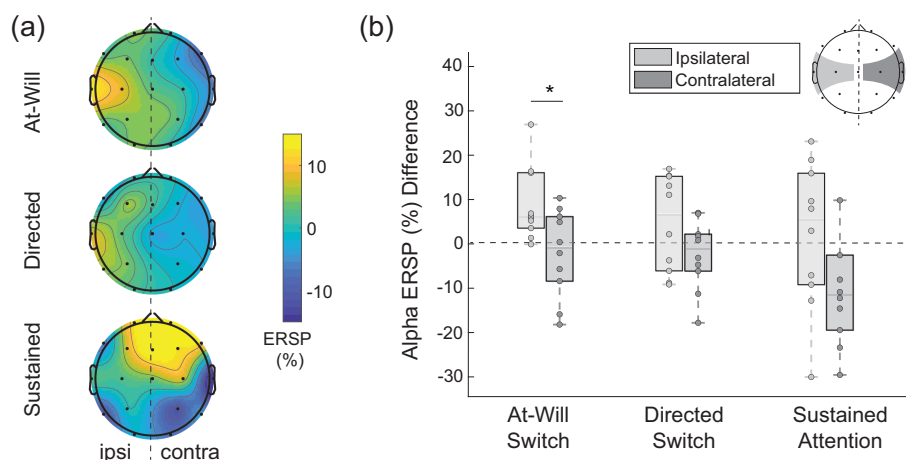 (a)
At-Will
Directed
Sustained
10
0
-10
ERSP
(%)
ipsi
contra
(b)
Alpha ERSP (%) Difference
40
30
20
10
0
-10
-20
-30
Ipsilateral
Contralateral
*
At-Will
Switch
Directed
Switch
Sustained
Attention